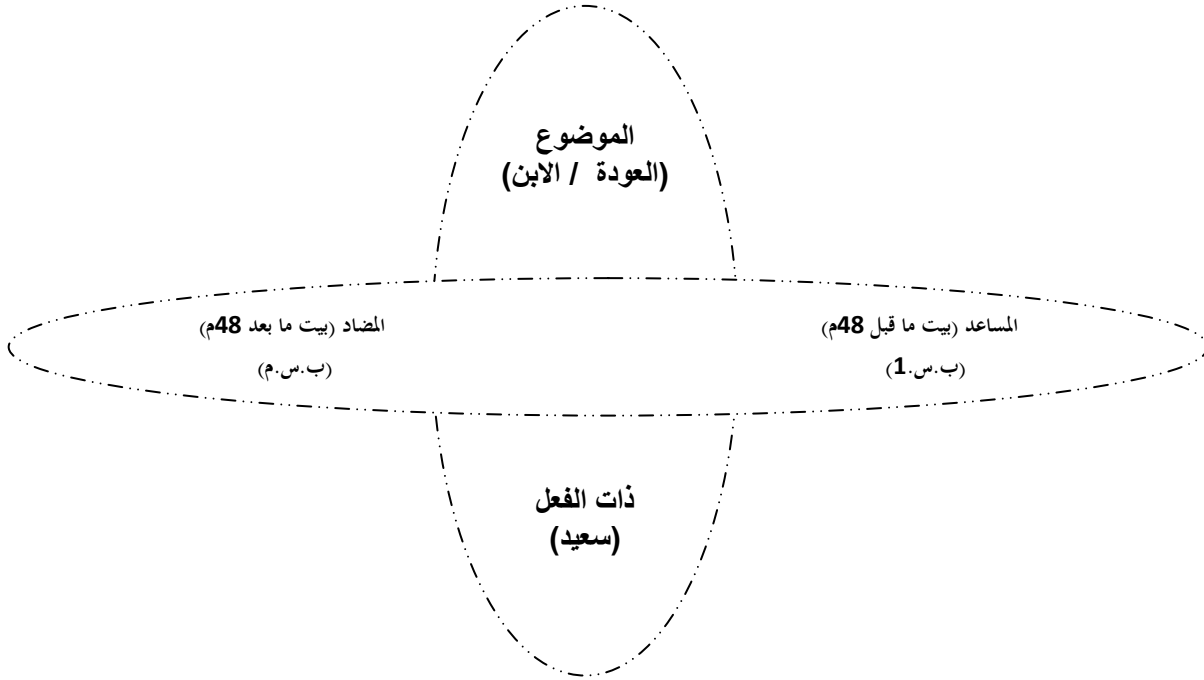 الموضوع
(العودة / الابن)
المساعد (بيت ما قبل 48م)
(ب.س.1)
المضاد (بيت ما بعد 48م)
(ب.س.م)
ذات الفعل
(سعيد)